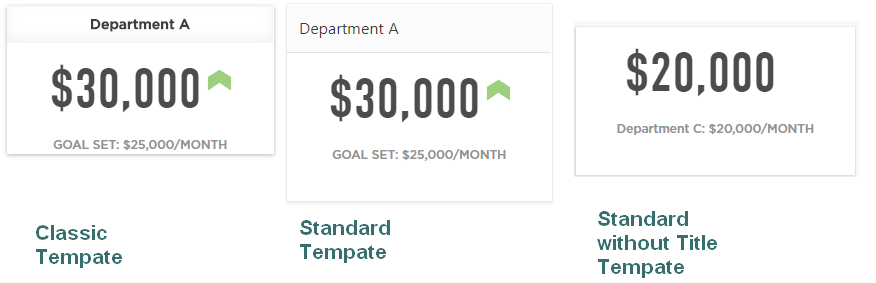 Department A
$30,000
GOAL SET: $25,000/MONTH
Classic
Tempate
Department A
$30,000
GOAL SET: $25,000/MONTH
Standard
Tempate
$20,000
Department C: $20,000/MONTH
Standard
without Title
Tempate